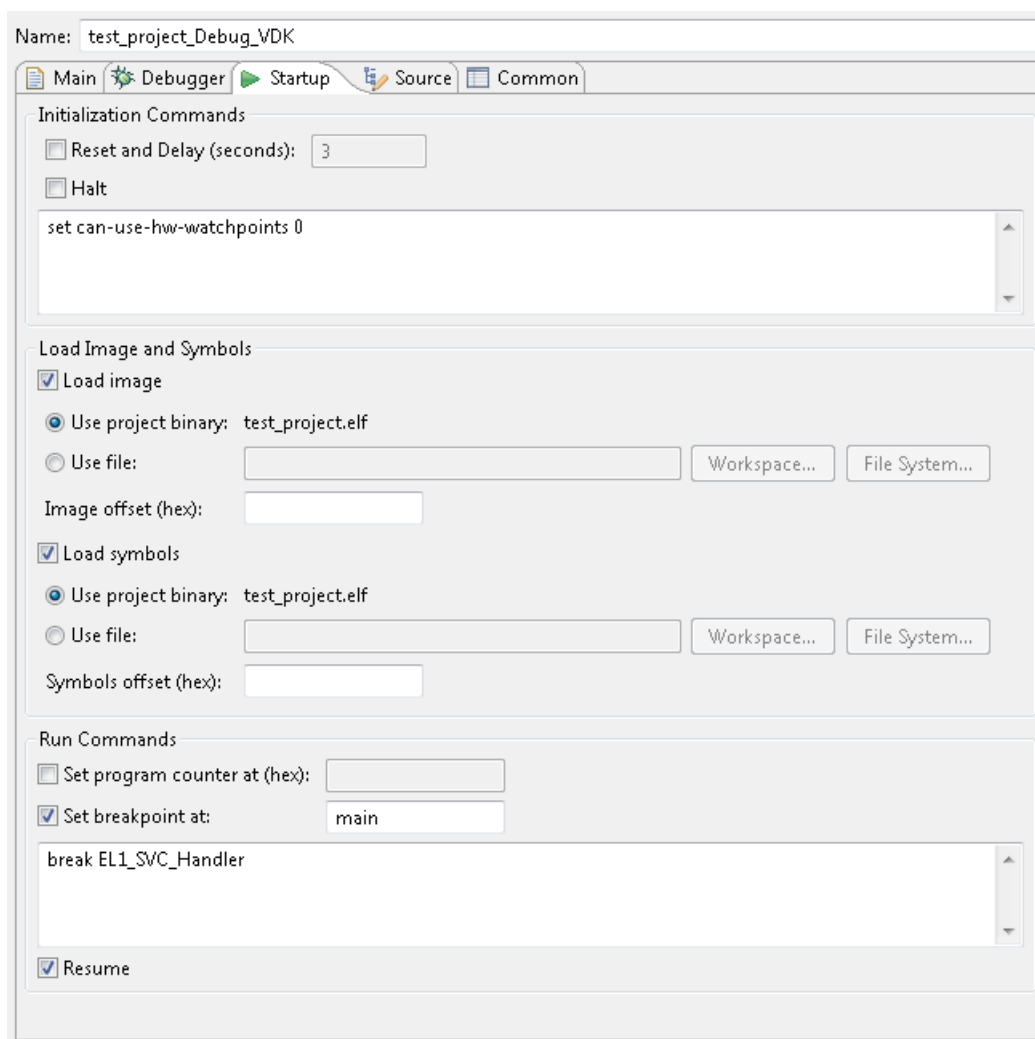 Name: test_project_Debug_VDK
Main Debugger Startup Source Common
Initialization Commands
Reset and Delay (seconds): 3
Halt
set can-use-hw-watchpoints 0
Load Image and Symbols
Load image
Use project binary: test_project.elf
Use file: Workspace... File System...
Image offset (hex):
Load symbols
Use project binary: test_project.elf
Use file: Workspace... File System...
Symbols offset (hex):
Run Commands
Set program counter at (hex):
Set breakpoint at: main
break EL1_SVC_Handler
Resume